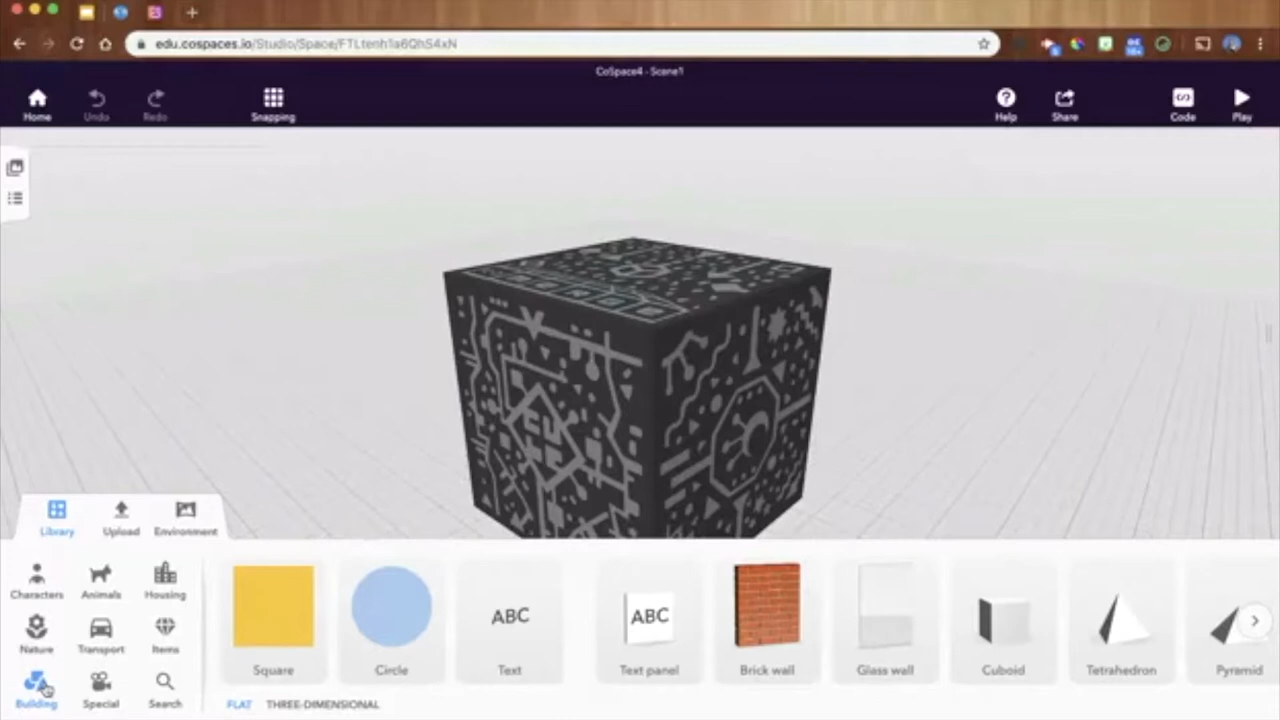 edu.cospaces.io/Studio/Space/FTLtenh1a6QhS4xN
CoSpace4 - Scene1
Home
Undo
Redo
Snapping
Help
Share
Code
Play
Library
Upload
Environment
Characters
Animals
Housing
Nature
Transport
Items
Building
Special
Search
ABC
ABC
Square
Circle
Text
Text panel
Brick wall
Glass wall
Cuboid
Tetrahedron
Pyramid
FLAT
THREE-DIMENSIONAL